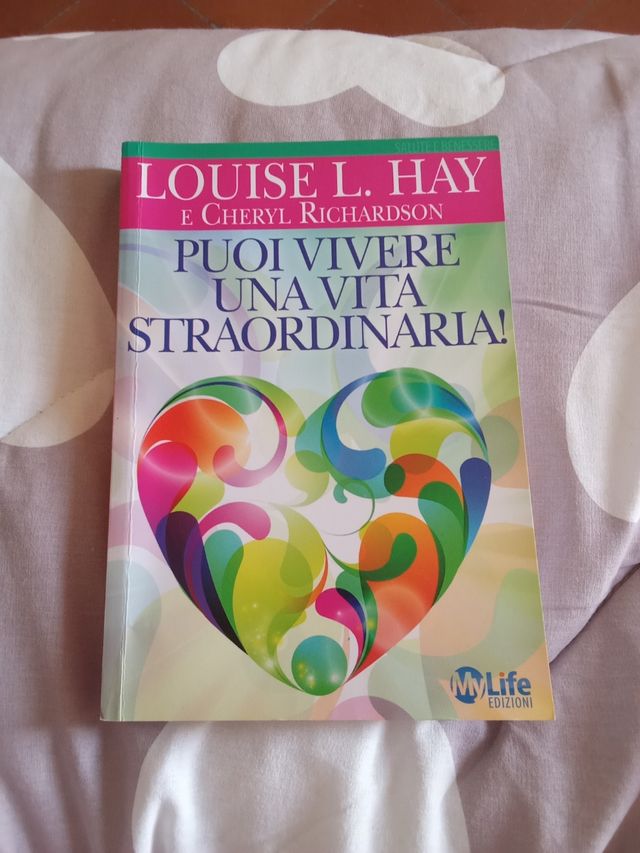 SALUTE E BENESSERE
LOUISE L. HAY
E CHERYL RICHARDSON
PUOI VIVERE
UNA VITA
STRAORDINARIA!
MyLife
EDIZIONI